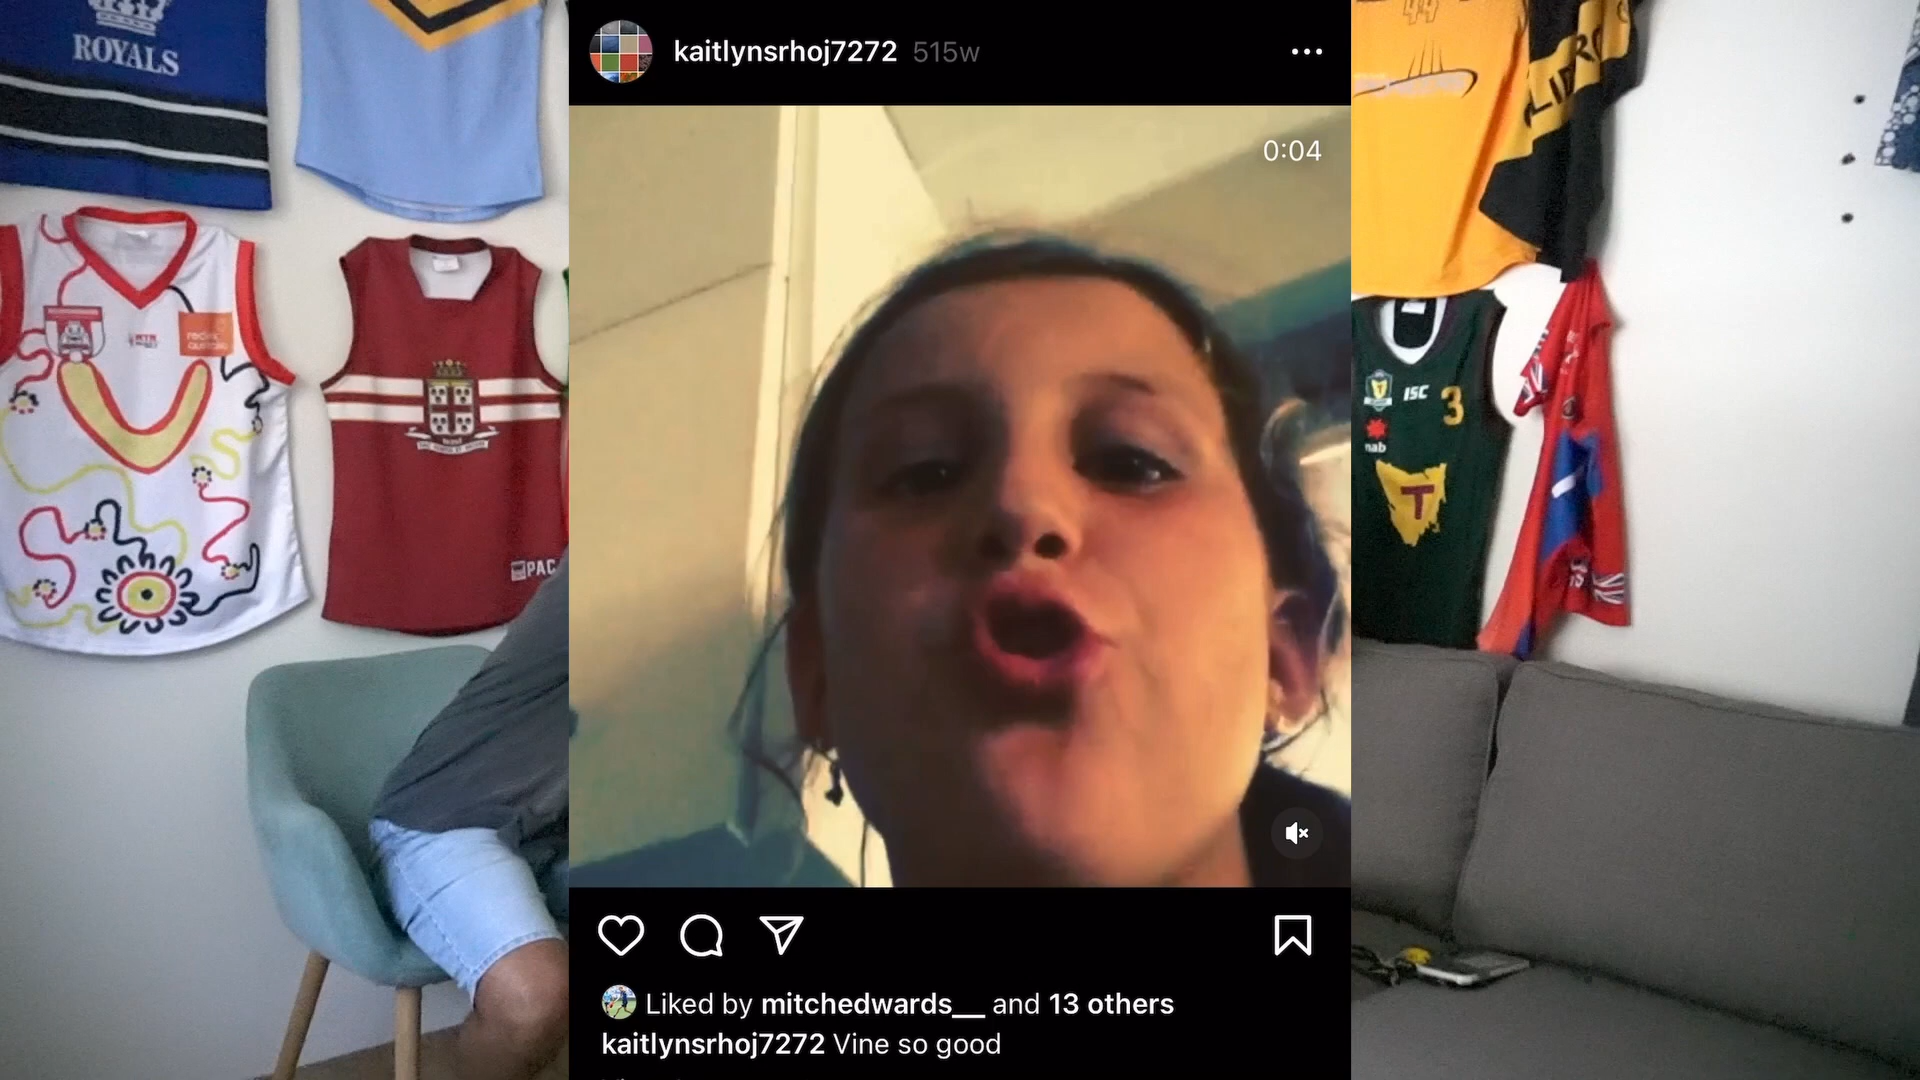 ROYALS
kaitlynsrhoj7272 515w
0:04
44
ISC 3
nab
T
PAC
Liked by mitchedwards__ and 13 others
kaitlynsrhoj7272 Vine so good